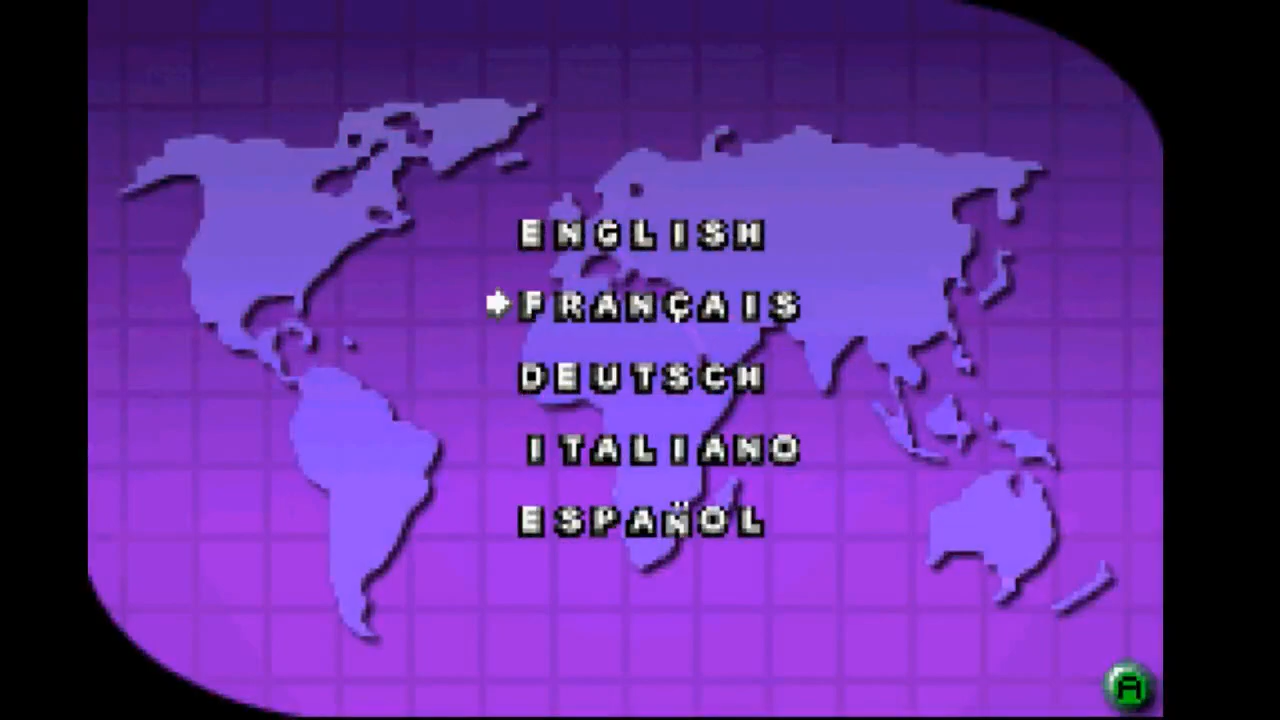 ENGLISH
FRANÇAIS
DEUTSCH
ITALIANO
ESPAÑOL
A